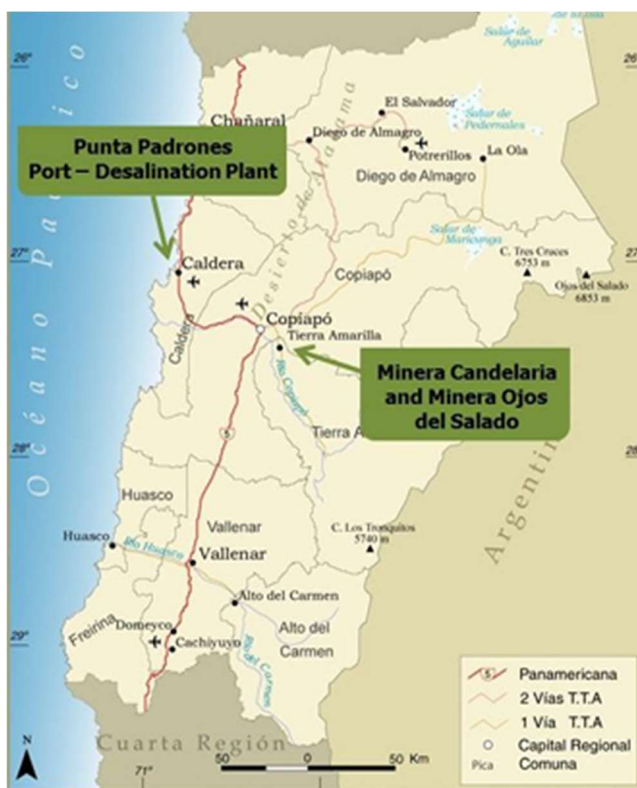 Salar de
Aguilar
26°
Océano Pacífico
El Salvador
Salar de
Pedernales
Chañaral
Diego de Almagro
Potrerillos
La Ola
Punta Padrones
Port – Desalination Plant
Diego de Almagro
Desierto de Atacama
27°
27°
Salar de
Maricunga
C. Tres Cruces
6753 m
Ojos del Salado
6853 m
Caldera
Copiapó
Caldera
Copiapó
Tierra Amarilla
Río Copiapó
Minera Candelaria
and Minera Ojos
del Salado
Tierra A
5
28°
28
Argentin
Huasco
Vallenar
C. Los Tronquitos
5740 m
Huasco
Río Huasco
Vallenar
Alto del Carmen
Freirina
Domeyco
Cachiyuyo
Alto del
Carmen
Río del Carmen
29°
Cuarta Región
N
71°
50
0
50 Km
5
Panamericana
2 Vías T.T.A
1 Vía T.T.A
Capital Regional
Pica
Comuna